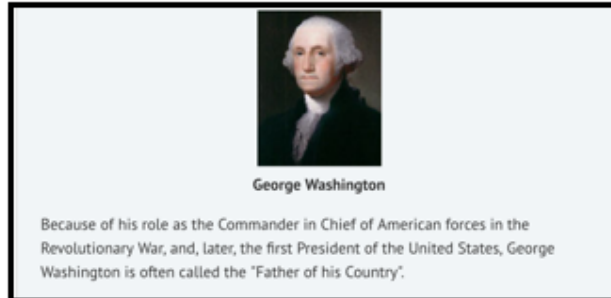 George Washington
Because of his role as the Commander in Chief of American forces in the
Revolutionary War, and, later, the first President of the United States, George
Washington is often called the "Father of his Country".